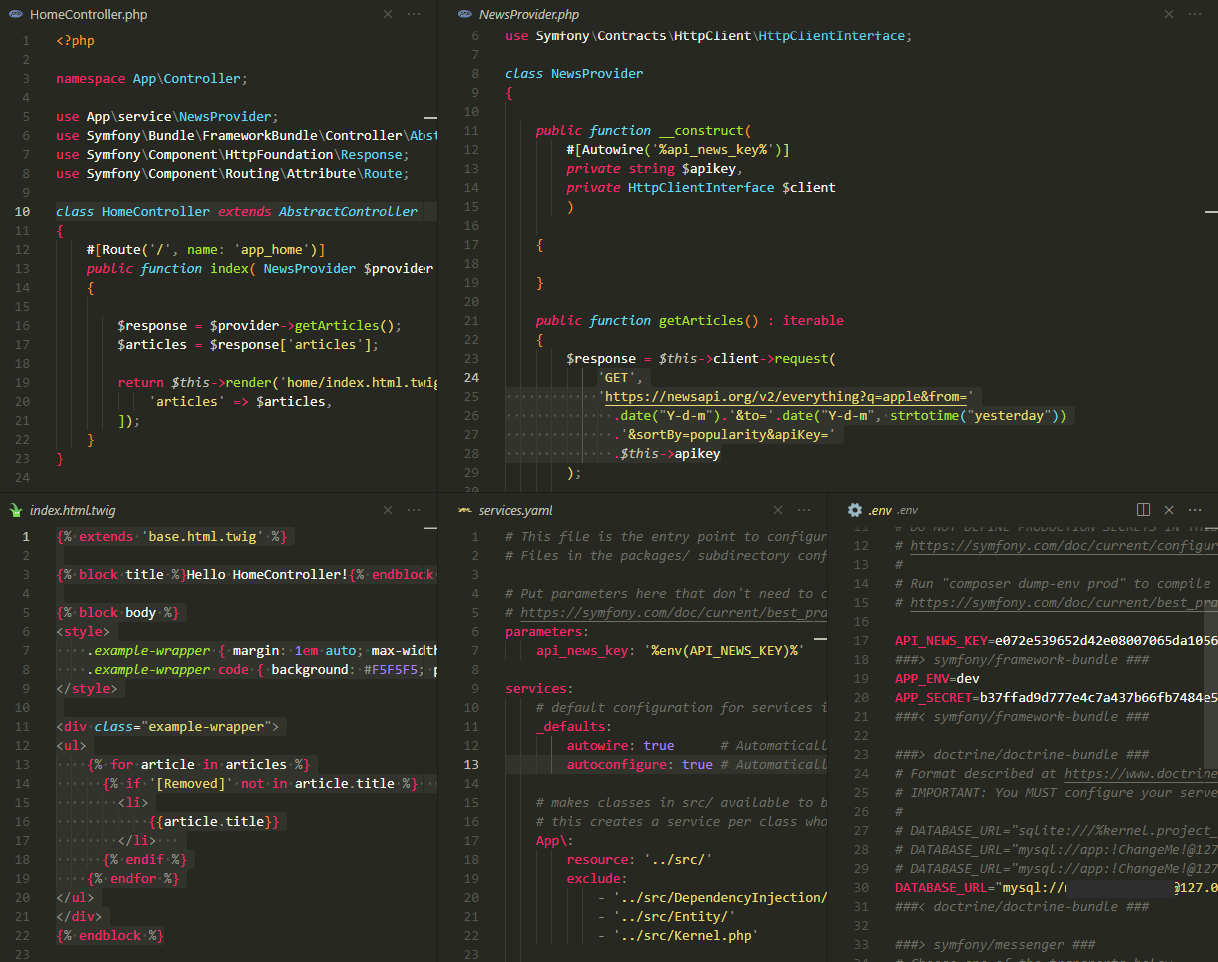 HomeController.php
1 <?php
2
3 namespace App\Controller;
4
5 use App\service\NewsProvider;
6 use Symfony\Bundle\FrameworkBundle\Controller\Abst
7 use Symfony\Component\HttpFoundation\Response;
8 use Symfony\Component\Routing\Attribute\Route;
9
10 class HomeController extends AbstractController
11 {
12 #[Route('/', name: 'app_home')]
13 public function index( NewsProvider $provider
14 {
15
16 $response = $provider->getArticles();
17 $articles = $response['articles'];
18
19 return $this->render('home/index.html.twig
20 'articles' => $articles,
21 ]);
22 }
23 }
24
NewsProvider.php
6 use Symfony\Contracts\HttpClient\HttpClientInterface;
7
8 class NewsProvider
9 {
10
11 public function __construct(
12 #[Autowire('%api_news_key%')]
13 private string $apikey,
14 private HttpClientInterface $client
15 )
16
17 {
18
19 }
20
21 public function getArticles() : iterable
22 {
23 $response = $this->client->request(
24 'GET',
25 'https://newsapi.org/v2/everything?q=apple&from='
26 .date("Y-d-m").'&to='.date("Y-d-m", strtotime("yesterday"))
27 .'&sortBy=popularity&apiKey='
28 .$this->apikey
29 );
30
index.html.twig
1 {% extends 'base.html.twig' %}
2
3 {% block title %}Hello HomeController!{% endblock
4
5 {% block body %}
6 <style>
7 .example-wrapper { margin: 1em auto; max-width
8 .example-wrapper code { background: #F5F5F5; p
9 </style>
10
11 <div class="example-wrapper">
12 <ul>
13 {% for article in articles %}
14 {% if '[Removed]' not in article.title %}
15 <li>
16 {{article.title}}
17 </li>
18 {% endif %}
19 {% endfor %}
20 </ul>
21 </div>
22 {% endblock %}
23
services.yaml
1 # This file is the entry point to configur
2 # Files in the packages/ subdirectory conf
3
4 # Put parameters here that don't need to c
5 # https://symfony.com/doc/current/best_pra
6 parameters:
7 api_news_key: '%env(API_NEWS_KEY)%'
8
9 services:
10 # default configuration for services i
11 _defaults:
12 autowire: true # Automaticall
13 autoconfigure: true # Automaticall
14
15 # makes classes in src/ available to b
16 # this creates a service per class who
17 App\:
18 resource: '../src/'
19 exclude:
20 - '../src/DependencyInjection/
21 - '../src/Entity/'
22 - '../src/Kernel.php'
23
.env .env
11 # DO NOT DEFINE PRODUCTION SECRETS IN THIS
12 # https://symfony.com/doc/current/configur
13 #
14 # Run "composer dump-env prod" to compile
15 # https://symfony.com/doc/current/best_pra
16
17 API_NEWS_KEY=e072e539652d42e08007065da1056
18 ###> symfony/framework-bundle ###
19 APP_ENV=dev
20 APP_SECRET=b37ffad9d777e4c7a437b66fb7484e5
21 ###< symfony/framework-bundle ###
22
23 ###> doctrine/doctrine-bundle ###
24 # Format described at https://www.doctrine
25 # IMPORTANT: You MUST configure your serve
26 #
27 # DATABASE_URL="sqlite:///%kernel.project_
28 # DATABASE_URL="mysql://app:!ChangeMe!@127
29 # DATABASE_URL="mysql://app:!ChangeMe!@127
30 DATABASE_URL="mysql:// @127.0
31 ###< doctrine/doctrine-bundle ###
32
33 ###> symfony/messenger ###
34 # Choose one of the transports below